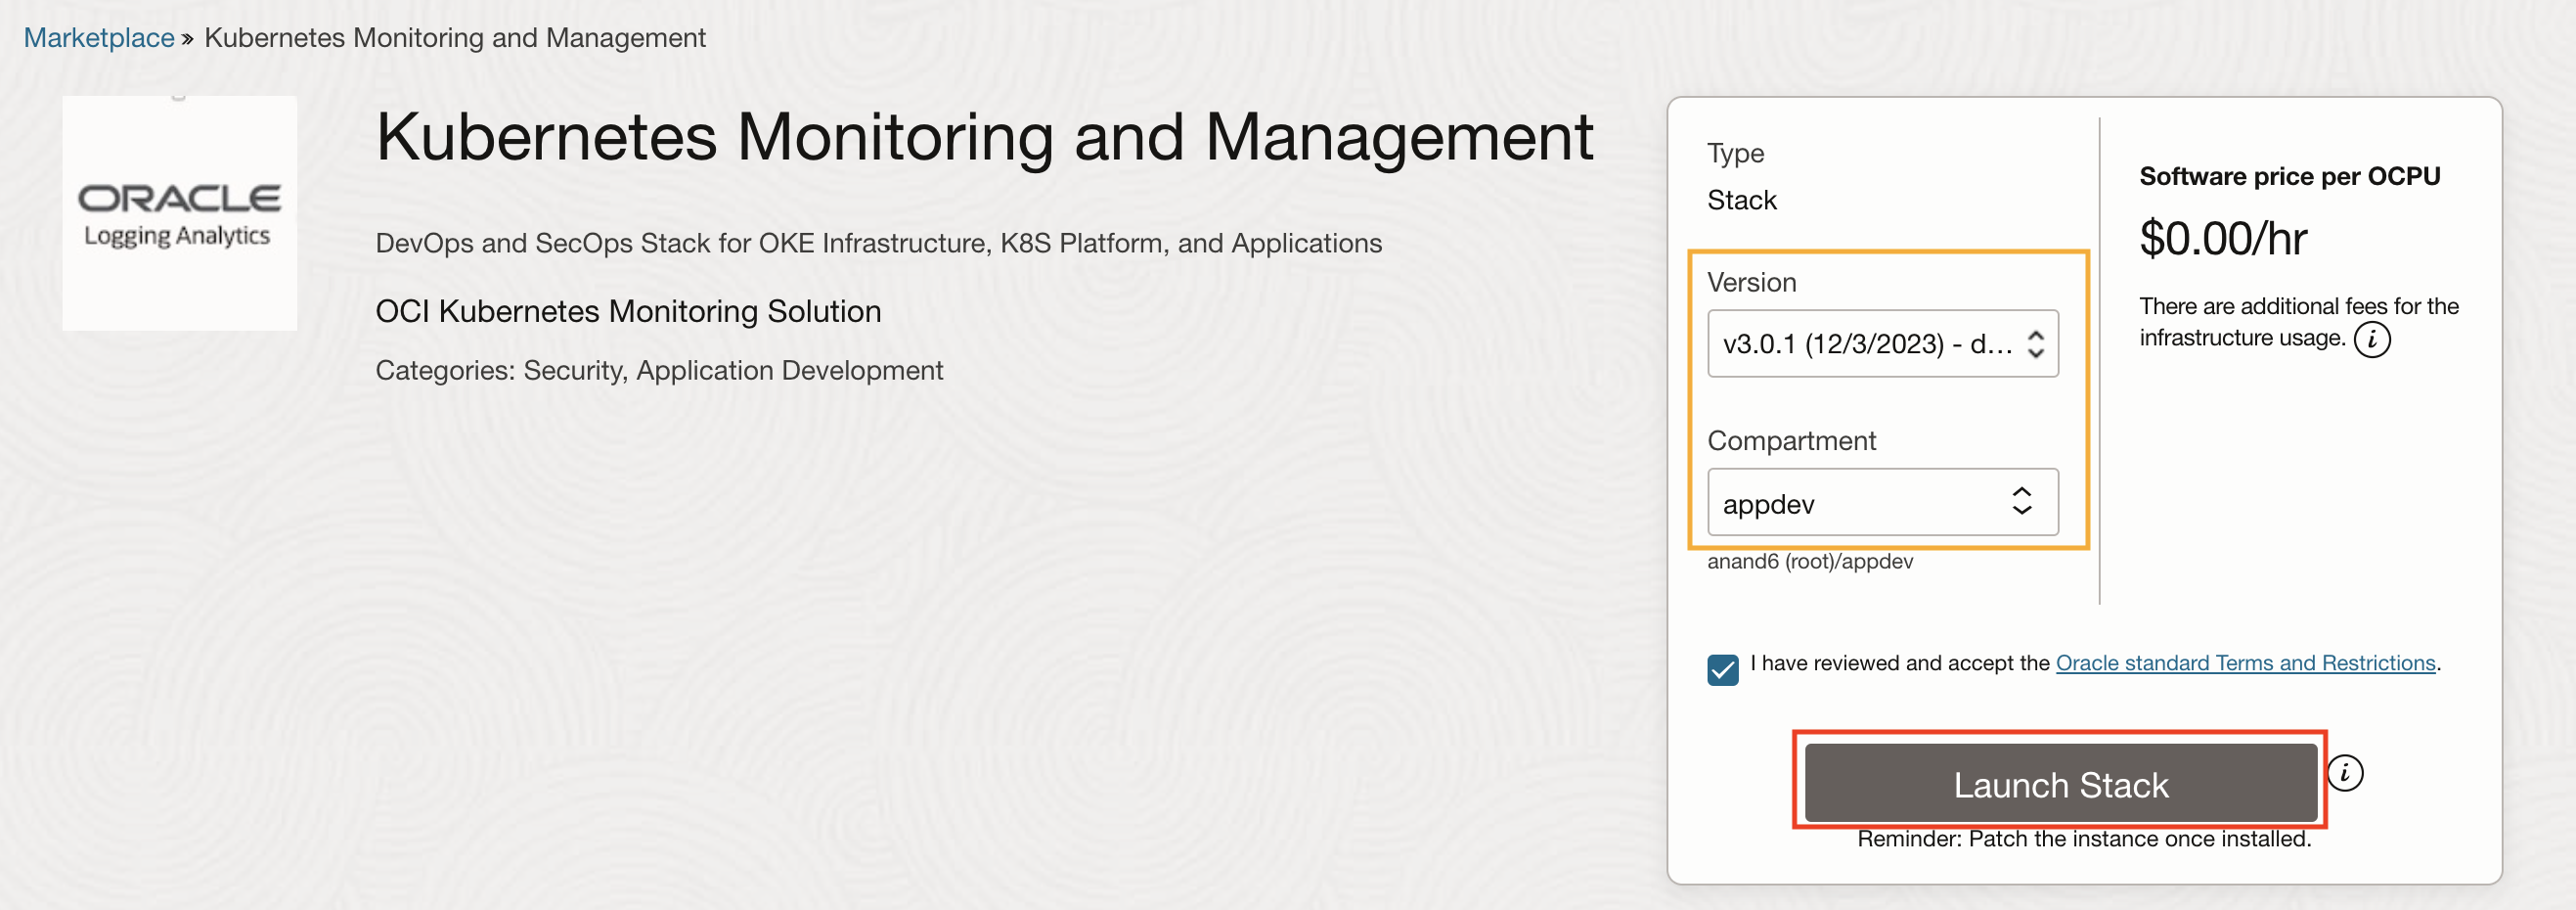 Marketplace » Kubernetes Monitoring and Management
ORACLE
Logging Analytics
Kubernetes Monitoring and Management
DevOps and SecOps Stack for OKE Infrastructure, K8S Platform, and Applications
OCI Kubernetes Monitoring Solution
Categories: Security, Application Development
Type
Stack
Version
v3.0.1 (12/3/2023) - d...
Compartment
appdev
anand6 (root)/appdev
Software price per OCPU
$0.00/hr
There are additional fees for the
infrastructure usage. i
I have reviewed and accept the Oracle standard Terms and Restrictions.
Launch Stack i
Reminder: Patch the instance once installed.